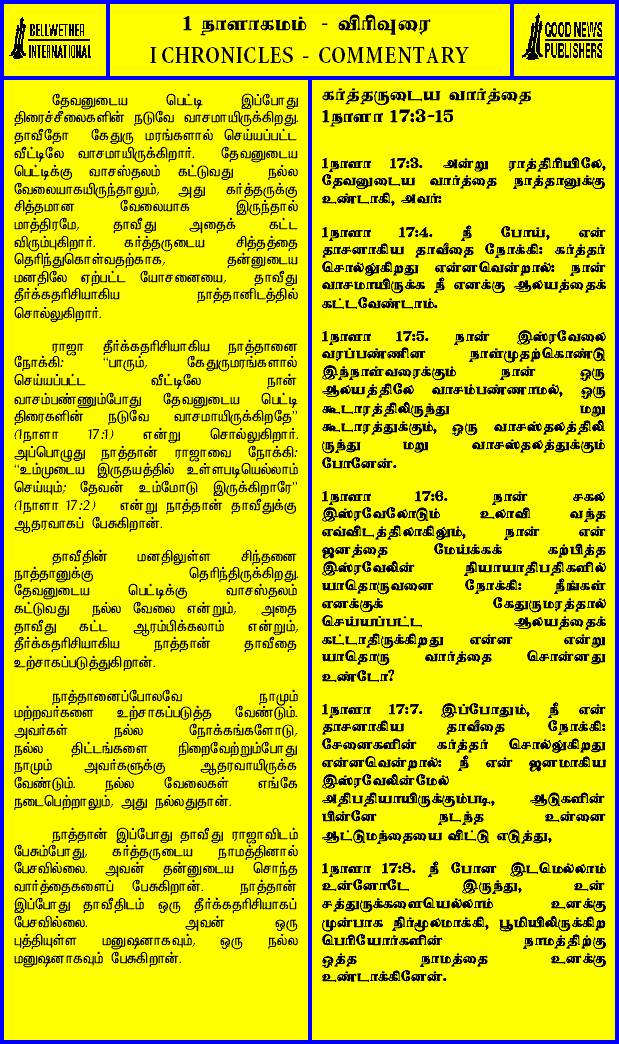 BELLWETHER
INTERNATIONAL
1 நாளாகமம் - விரிவுரை
I CHRONICLES - COMMENTARY
GOOD NEWS
PUBLISHERS
தேவனுடைய பெட்டி இப்போது
திரைச்சீலைகளின் நடுவே வாசமாயிருக்கிறது.
தாவீதோ கேதுரு மரங்களால் செய்யப்பட்ட
வீட்டிலே வாசமாயிருக்கிறார். தேவனுடைய
பெட்டிக்கு வாசஸ்தலம் கட்டுவது நல்ல
வேலையாகயிருந்தாலும், அது கர்த்தருக்கு
சித்தமான வேலையாக இருந்தால்
மாத்திரமே, தாவீது அதைக் கட்ட
விரும்புகிறார். கர்த்தருடைய சித்தத்தை
தெரிந்துகொள்வதற்காக, தன்னுடைய
மனதிலே ஏற்பட்ட யோசனையை, தாவீது
தீர்க்கதரிசியாகிய நாத்தானிடத்தில்
சொல்லுகிறார்.
ராஜா தீர்க்கதரிசியாகிய நாத்தானை
நோக்கி: “பாரும், கேதுருமரங்களால்
செய்யப்பட்ட வீட்டிலே நான்
வாசம்பண்ணும்போது தேவனுடைய பெட்டி
திரைகளின் நடுவே வாசமாயிருக்கிறதே”
(1நாளா 17:1) என்று சொல்லுகிறார்.
அப்பொழுது நாத்தான் ராஜாவை நோக்கி:
“உம்முடைய இருதயத்தில் உள்ளபடியெல்லாம்
செய்யும்; தேவன் உம்மோடு இருக்கிறாரே”
(1நாளா 17:2) என்று நாத்தான் தாவீதுக்கு
ஆதரவாகப் பேசுகிறான்.
தாவீதின் மனதிலுள்ள சிந்தனை
நாத்தானுக்கு தெரிந்திருக்கிறது.
தேவனுடைய பெட்டிக்கு வாசஸ்தலம்
கட்டுவது நல்ல வேலை என்றும், அதை
தாவீது கட்ட ஆரம்பிக்கலாம் என்றும்,
தீர்க்கதரிசியாகிய நாத்தான் தாவீதை
உற்சாகப்படுத்துகிறான்.
நாத்தானைப்போலவே நாமும்
மற்றவர்களை உற்சாகப்படுத்த வேண்டும்.
அவர்கள் நல்ல நோக்கங்களோடு,
நல்ல திட்டங்களை நிறைவேற்றும்போது
நாமும் அவர்களுக்கு ஆதரவாயிருக்க
வேண்டும். நல்ல வேலைகள் எங்கே
நடைபெற்றாலும், அது நல்லதுதான்.
நாத்தான் இப்போது தாவீது ராஜாவிடம்
பேசும்போது, கர்த்தருடைய நாமத்தினால்
பேசவில்லை. அவன் தன்னுடைய சொந்த
வார்த்தைகளைப் பேசுகிறான். நாத்தான்
இப்போது தாவீதிடம் ஒரு தீர்க்கதரிசியாகப்
பேசவில்லை. அவன் ஒரு
புத்தியுள்ள மனுஷனாகவும், ஒரு நல்ல
மனுஷனாகவும் பேசுகிறான்.
கர்த்தருடைய வார்த்தை
1நாளா 17:3-15
1நாளா 17:3. அன்று ராத்திரியிலே,
தேவனுடைய வார்த்தை நாத்தானுக்கு
உண்டாகி, அவர்:
1நாளா 17:4. நீ போய், என்
தாசனாகிய தாவீதை நோக்கி: கர்த்தர்
சொல்லுகிறது என்னவென்றால்: நான்
வாசமாயிருக்க நீ எனக்கு ஆலயத்தைக்
கட்டவேண்டாம்.
1நாளா 17:5. நான் இஸ்ரவேலை
வரப்பண்ணின நாள்முதற்கொண்டு
இந்நாள்வரைக்கும் நான் ஒரு
ஆலயத்திலே வாசம்பண்ணாமல், ஒரு
கூடாரத்திலிருந்து மறு
கூடாரத்துக்கும், ஒரு வாசஸ்தலத்திலி
ருந்து மறு வாசஸ்தலத்துக்கும்
போனேன்.
1நாளா 17:6. நான் சகல
இஸ்ரவேலோடும் உலாவி வந்த
எவ்விடத்திலாகிலும், நான் என்
ஜனத்தை மேய்க்கக் கற்பித்த
இஸ்ரவேலின் நியாயாதிபதிகளில்
யாதொருவனை நோக்கி: நீங்கள்
எனக்குக் கேதுருமரத்தால்
செய்யப்பட்ட ஆலயத்தைக்
கட்டாதிருக்கிறது என்ன என்று
யாதொரு வார்த்தை சொன்னது
உண்டோ?
1நாளா 17:7. இப்போதும், நீ என்
தாசனாகிய தாவீதை நோக்கி:
சேனைகளின் கர்த்தர் சொல்லுகிறது
என்னவென்றால்: நீ என் ஜனமாகிய
இஸ்ரவேலின்மேல்
அதிபதியாயிருக்கும்படி, ஆடுகளின்
பின்னே நடந்த உன்னை
ஆட்டுமந்தையை விட்டு எடுத்து,
1நாளா 17:8. நீ போன இடமெல்லாம்
உன்னோடே இருந்து, உன்
சத்துருக்களையெல்லாம் உனக்கு
முன்பாக நிர்மூலமாக்கி, பூமியிலிருக்கிற
பெரியோர்களின் நாமத்திற்கு
ஒத்த நாமத்தை உனக்கு
உண்டாக்கினேன்.